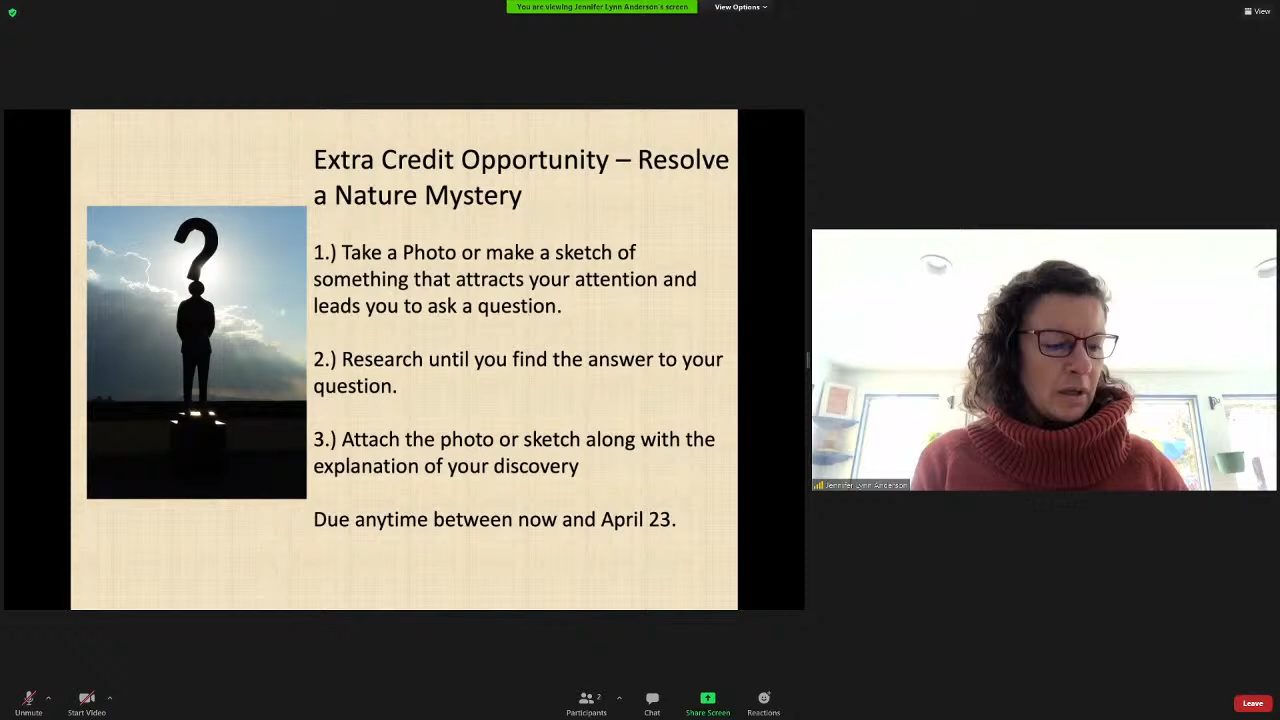 You are viewing Jennifer Lynn Anderson's screen
View Options
View
Extra Credit Opportunity – Resolve
a Nature Mystery
1.) Take a Photo or make a sketch of
something that attracts your attention and
leads you to ask a question.
2.) Research until you find the answer to your
question.
3.) Attach the photo or sketch along with the
explanation of your discovery
Due anytime between now and April 23.
?
Jennifer Lynn Anderson
Unmute
Start Video
2
Participants
Chat
Share Screen
Reactions
Leave